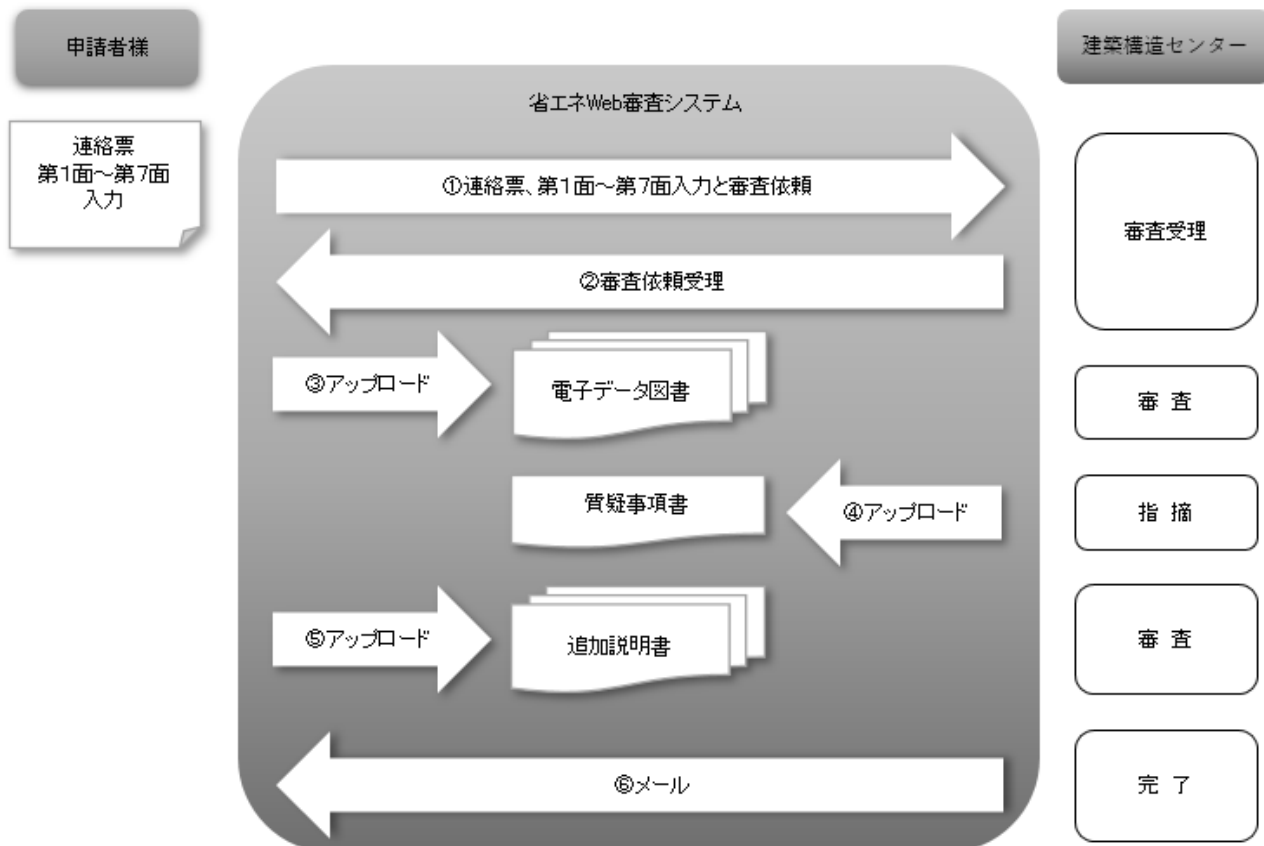 申請者様
建築構造センター
省エネWeb審査システム
連絡票
第1面～第7面
入力
①連絡票、第1面～第7面入力と審査依頼
審査受理
②審査依頼受理
③アップロード
電子データ図書
審 査
質疑事項書
④アップロード
指 摘
⑤アップロード
追加説明書
審 査
⑥メール
完 了